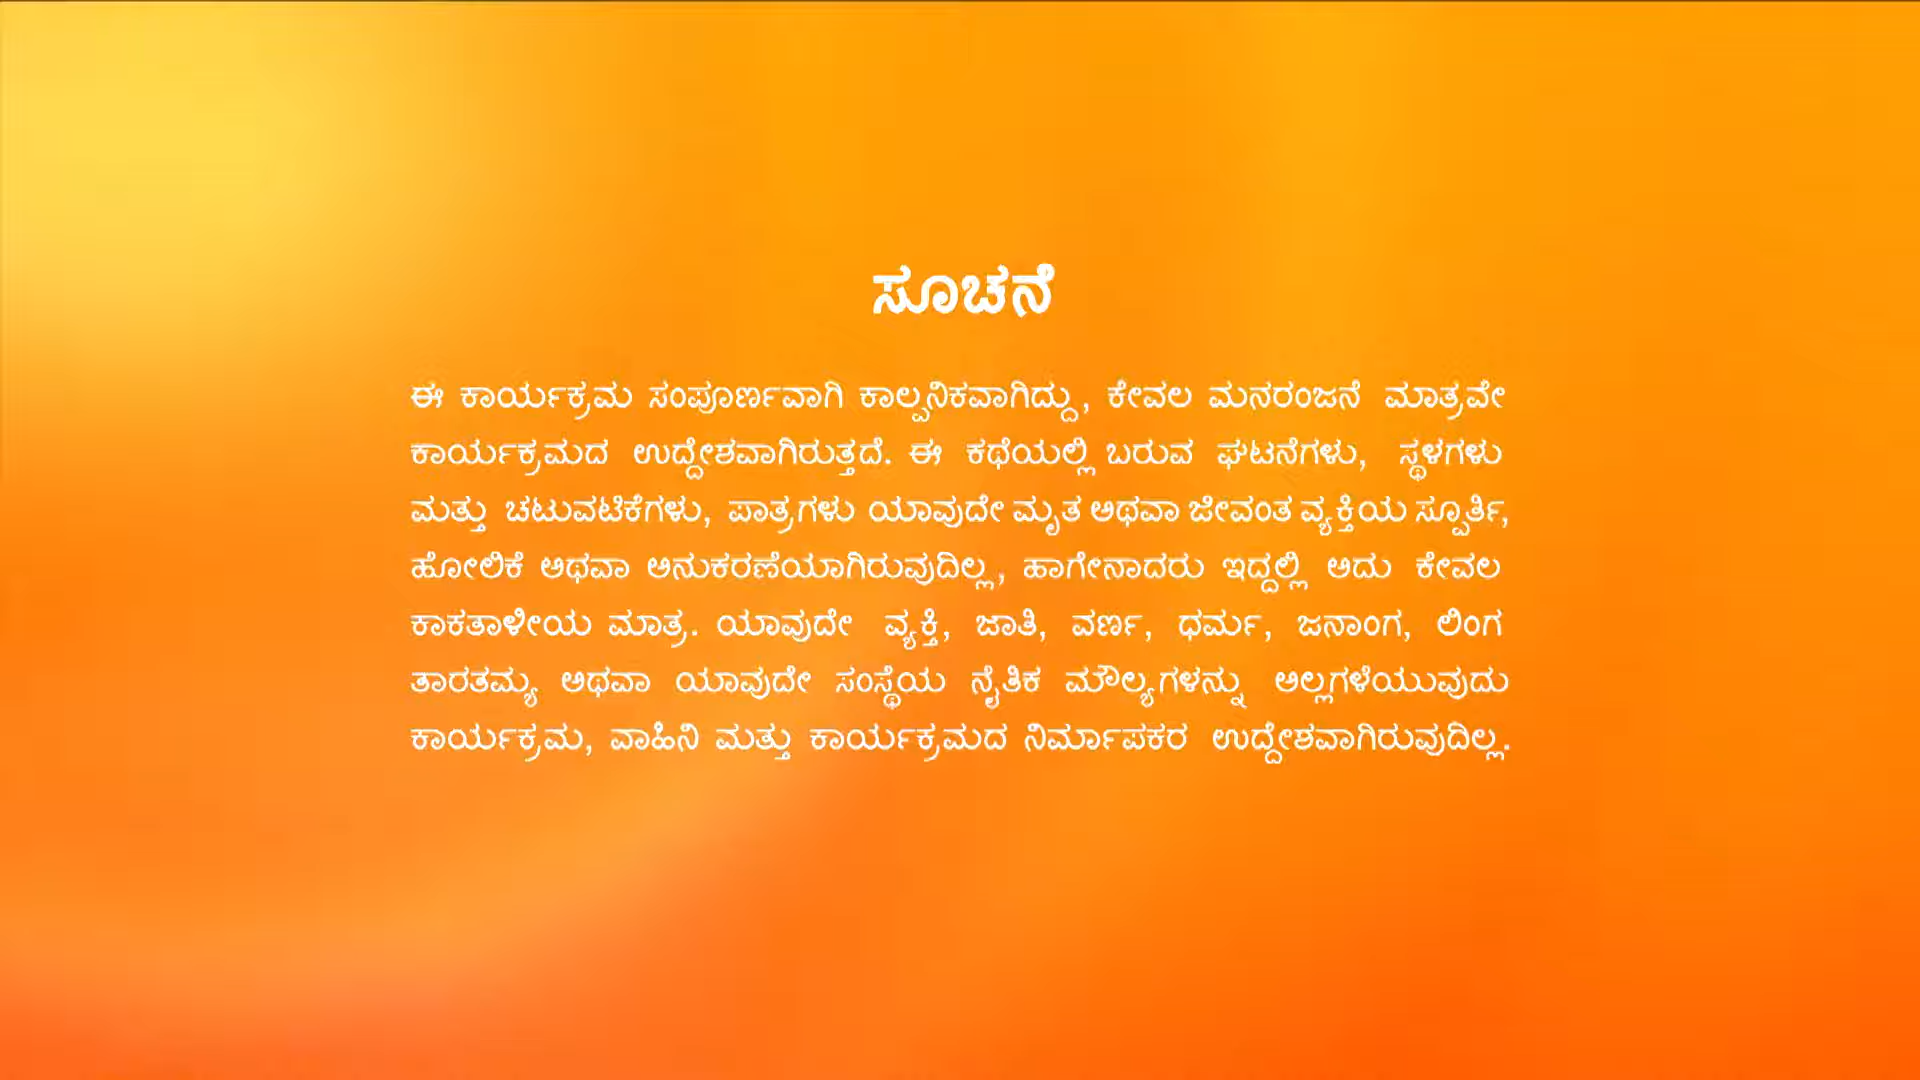 ಸೂಚನೆ
ಈ ಕಾರ್ಯಕ್ರಮ ಸಂಪೂರ್ಣವಾಗಿ ಕಾಲ್ಪನಿಕವಾಗಿದ್ದು, ಕೇವಲ ಮನರಂಜನೆ ಮಾತ್ರವೇ
ಕಾರ್ಯಕ್ರಮದ ಉದ್ದೇಶವಾಗಿರುತ್ತದೆ. ಈ ಕಥೆಯಲ್ಲಿ ಬರುವ ಘಟನೆಗಳು, ಸ್ಥಳಗಳು
ಮತ್ತು ಚಟುವಟಿಕೆಗಳು, ಪಾತ್ರಗಳು ಯಾವುದೇ ಮೃತ ಅಥವಾ ಜೀವಂತ ವ್ಯಕ್ತಿಯ ಸ್ಪೂರ್ತಿ,
ಹೋಲಿಕೆ ಅಥವಾ ಅನುಕರಣೆಯಾಗಿರುವುದಿಲ್ಲ, ಹಾಗೇನಾದರು ಇದ್ದಲ್ಲಿ ಅದು ಕೇವಲ
ಕಾಕತಾಳೀಯ ಮಾತ್ರ. ಯಾವುದೇ ವ್ಯಕ್ತಿ, ಜಾತಿ, ವರ್ಣ, ಧರ್ಮ, ಜನಾಂಗ, ಲಿಂಗ
ತಾರತಮ್ಯ ಅಥವಾ ಯಾವುದೇ ಸಂಸ್ಥೆಯ ನೈತಿಕ ಮೌಲ್ಯಗಳನ್ನು ಅಲ್ಲಗಳೆಯುವುದು
ಕಾರ್ಯಕ್ರಮ, ವಾಹಿನಿ ಮತ್ತು ಕಾರ್ಯಕ್ರಮದ ನಿರ್ಮಾಪಕರ ಉದ್ದೇಶವಾಗಿರುವುದಿಲ್ಲ.